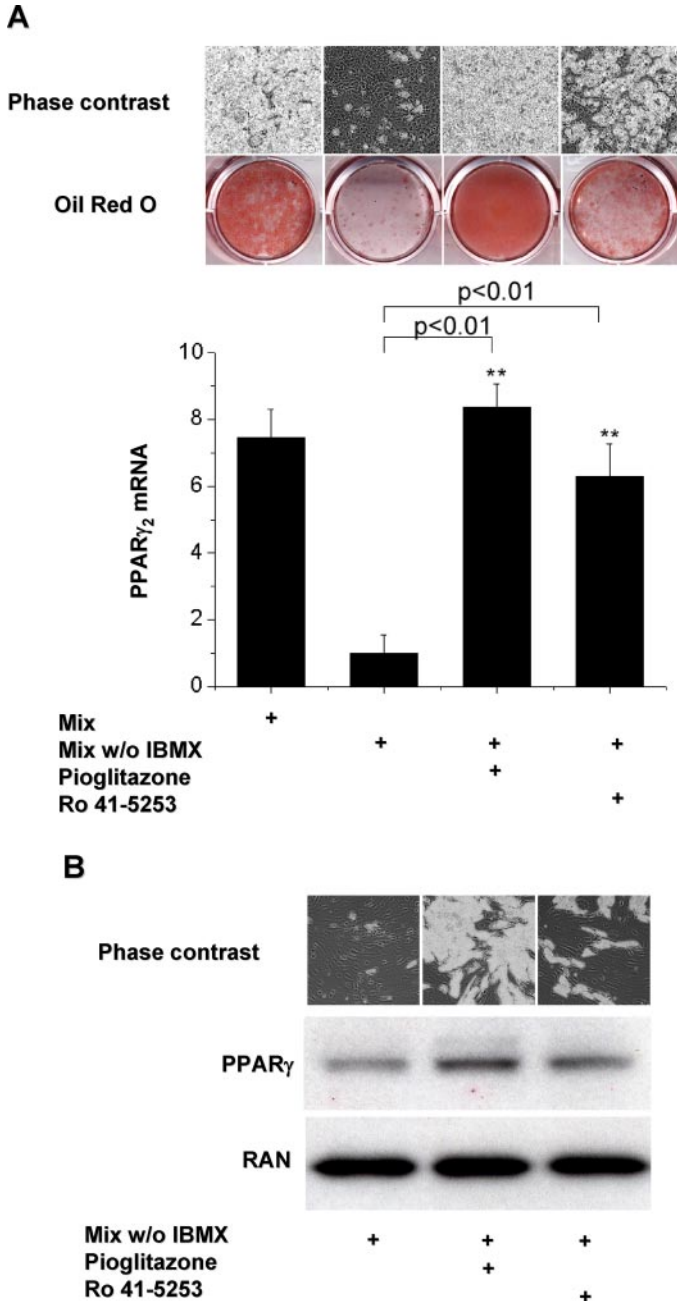 A
Phase contrast
Oil Red O
p<0.01
p<0.01
10
**
**
8
6
4
2
0
PPARγ2 mRNA
Mix +
Mix w/o IBMX + + +
Pioglitazone +
Ro 41-5253 +
B
Phase contrast
PPARγ
RAN
Mix w/o IBMX + + +
Pioglitazone +
Ro 41-5253 +